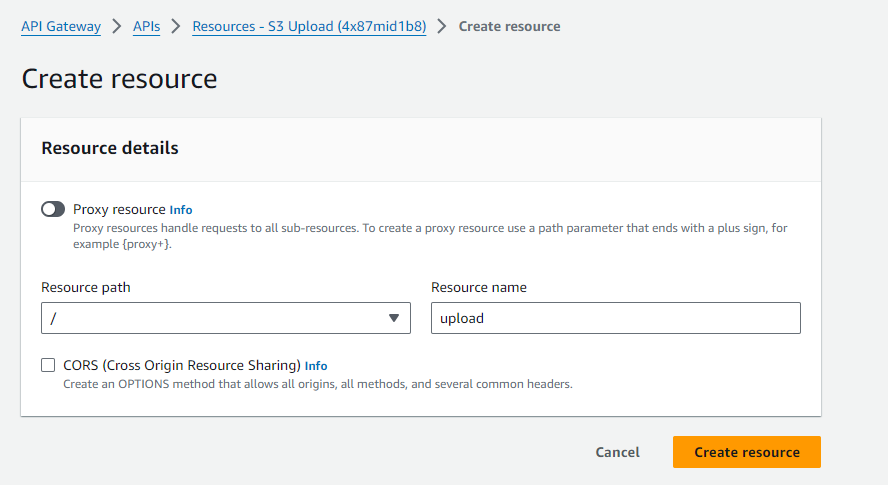 API Gateway > APIs > Resources - S3 Upload (4x87mid1b8) > Create resource
Create resource
Resource details
Proxy resource Info
Proxy resources handle requests to all sub-resources. To create a proxy resource use a path parameter that ends with a plus sign, for
example {proxy+}.
Resource path
Resource name
/
upload
CORS (Cross Origin Resource Sharing) Info
Create an OPTIONS method that allows all origins, all methods, and several common headers.
Cancel
Create resource